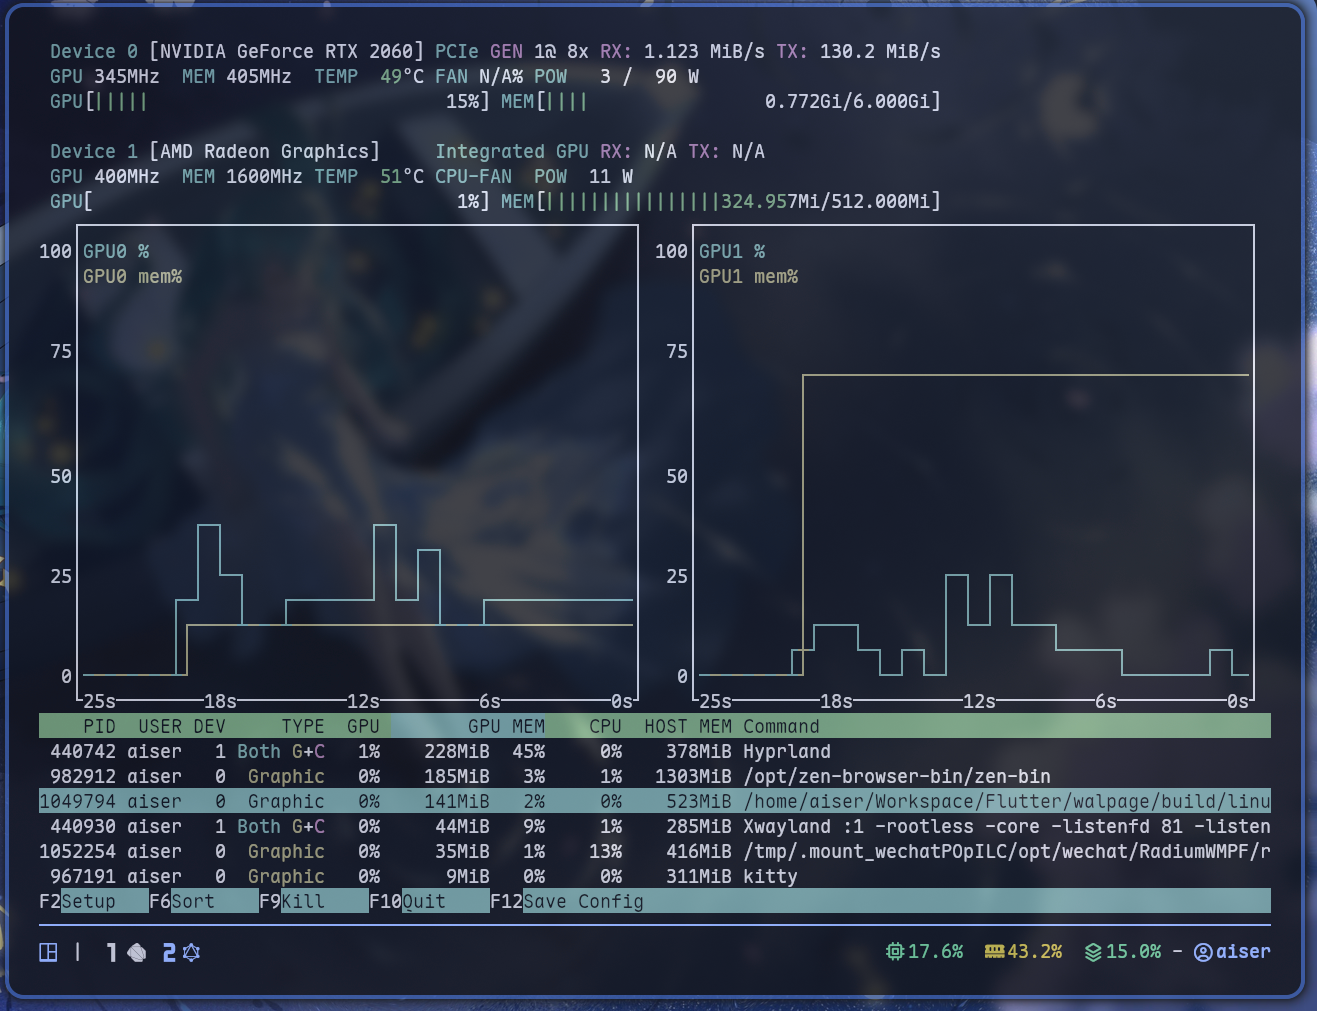 Device 0 [NVIDIA GeForce RTX 2060] PCIe GEN 1@ 8x RX: 1.123 MiB/s TX: 130.2 MiB/s
GPU 345MHz MEM 405MHz TEMP 49°C FAN N/A% POW 3 / 90 W
GPU[||||| 15%] MEM[|||| 0.772Gi/6.000Gi]
Device 1 [AMD Radeon Graphics] Integrated GPU RX: N/A TX: N/A
GPU 400MHz MEM 1600MHz TEMP 51°C CPU-FAN POW 11 W
GPU[ 1%] MEM[||||||||||||||||324.957Mi/512.000Mi]
100 GPU0 % 100 GPU1 %
GPU0 mem% GPU1 mem%
75 75
50 50
25 25
0 0
25s 18s 12s 6s 0s 25s 18s 12s 6s 0s
PID USER DEV TYPE GPU GPU MEM CPU HOST MEM Command
440742 aiser 1 Both G+C 1% 228MiB 45% 0% 378MiB Hyprland
982912 aiser 0 Graphic 0% 185MiB 3% 1% 1303MiB /opt/zen-browser-bin/zen-bin
1049794 aiser 0 Graphic 0% 141MiB 2% 0% 523MiB /home/aiser/Workspace/Flutter/walpage/build/linu
440930 aiser 1 Both G+C 0% 44MiB 9% 1% 285MiB Xwayland :1 -rootless -core -listenfd 81 -listen
1052254 aiser 0 Graphic 0% 35MiB 1% 13% 416MiB /tmp/.mount_wechatPOpILC/opt/wechat/RadiumWMPF/r
967191 aiser 0 Graphic 0% 9MiB 0% 0% 311MiB kitty
F2Setup F6Sort F9Kill F10Quit F12Save Config
| 1 2 17.6% 43.2% 15.0% - aiser